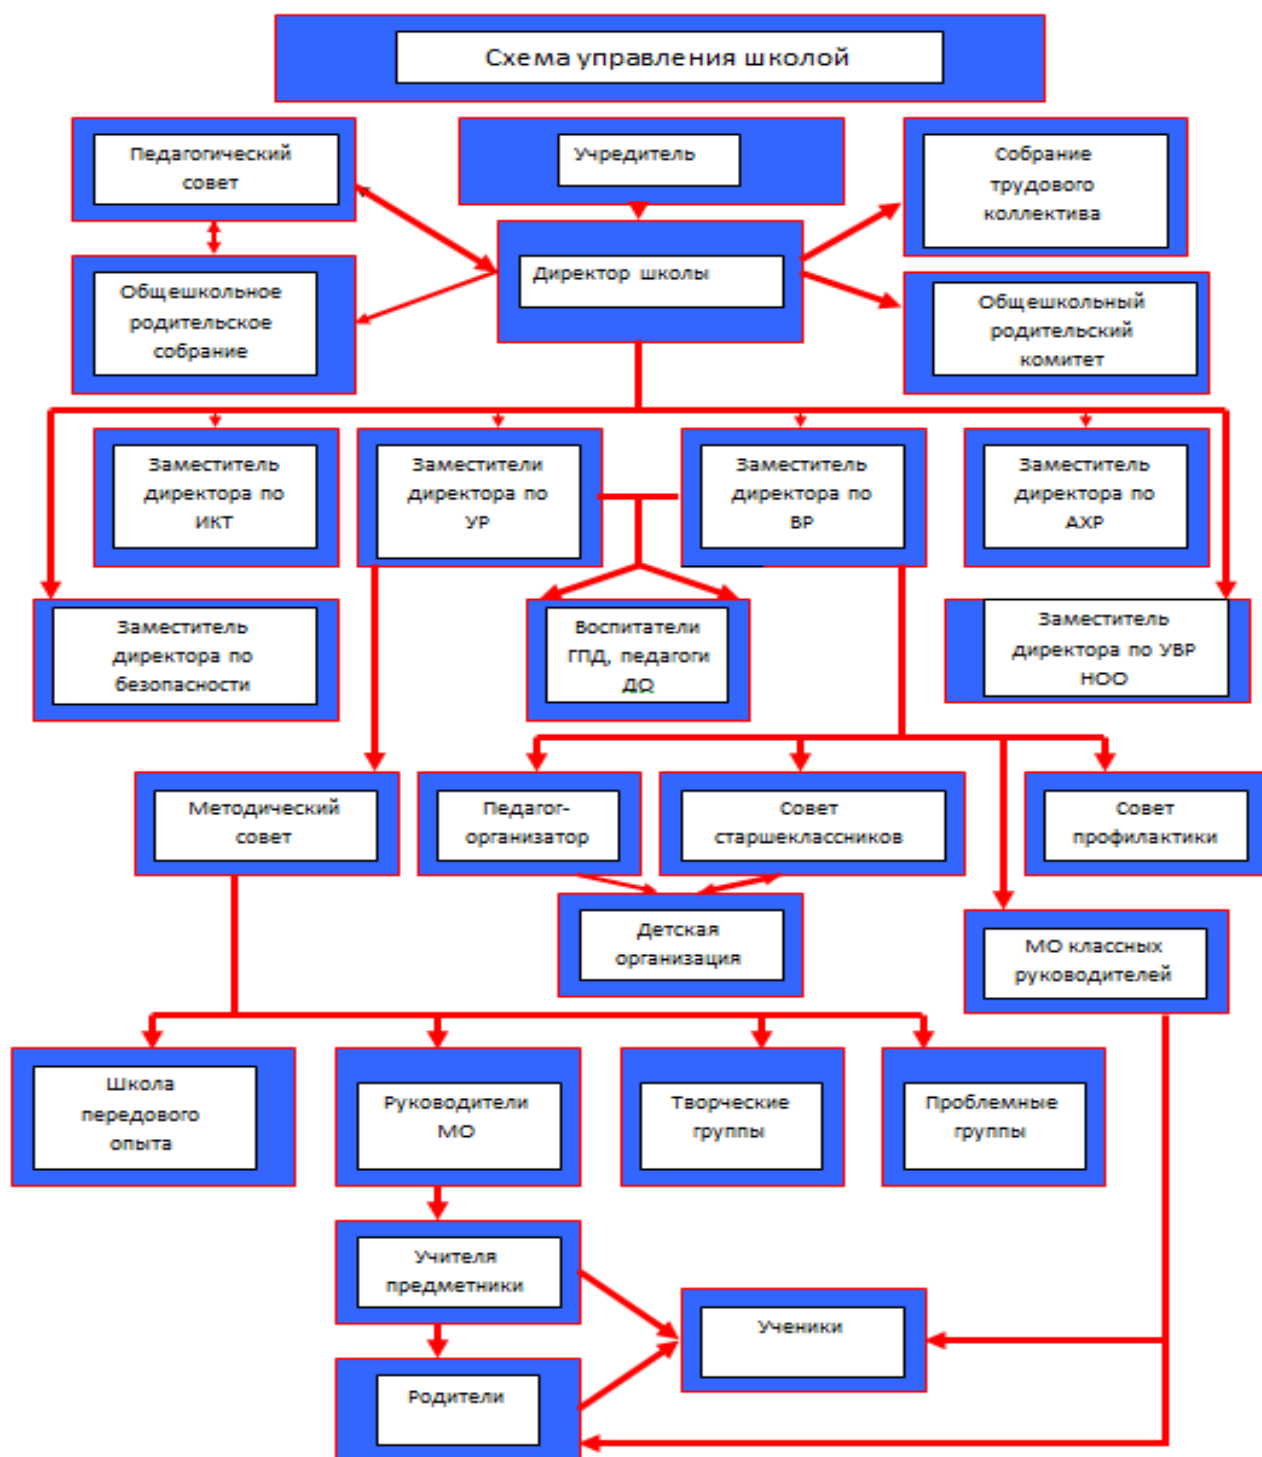 Схема управления школой
Педагогический
совет
Учредитель
Собрание
трудового
коллектива
Директор школы
Общешкольное
родительское
собрание
Общешкольный
родительский
комитет
Заместитель
директора по
ИКТ
Заместители
директора по
УР
Заместитель
директора по
ВР
Заместитель
директора по
АХР
Заместитель
директора по
безопасности
Воспитатели
ГПД, педагоги
ДО
Заместитель
директора по УВР
НОО
Методический
совет
Педагог-
организатор
Совет
старшеклассников
Совет
профилактики
Детская
организация
МО классных
руководителей
Школа
передового
опыта
Руководители
МО
Творческие
группы
Проблемные
группы
Учителя
предметники
Ученики
Родители